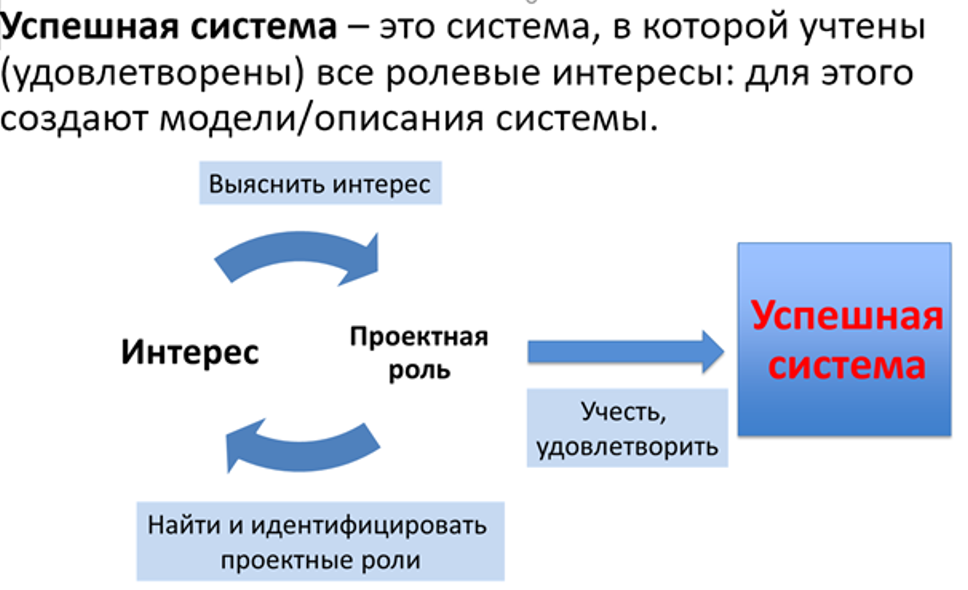 Успешная система – это система, в которой учтены
(удовлетворены) все ролевые интересы: для этого
создают модели/описания системы.
Выяснить интерес
Интерес
Проектная
роль
Учесть,
удовлетворить
Успешная
система
Найти и идентифицировать
проектные роли